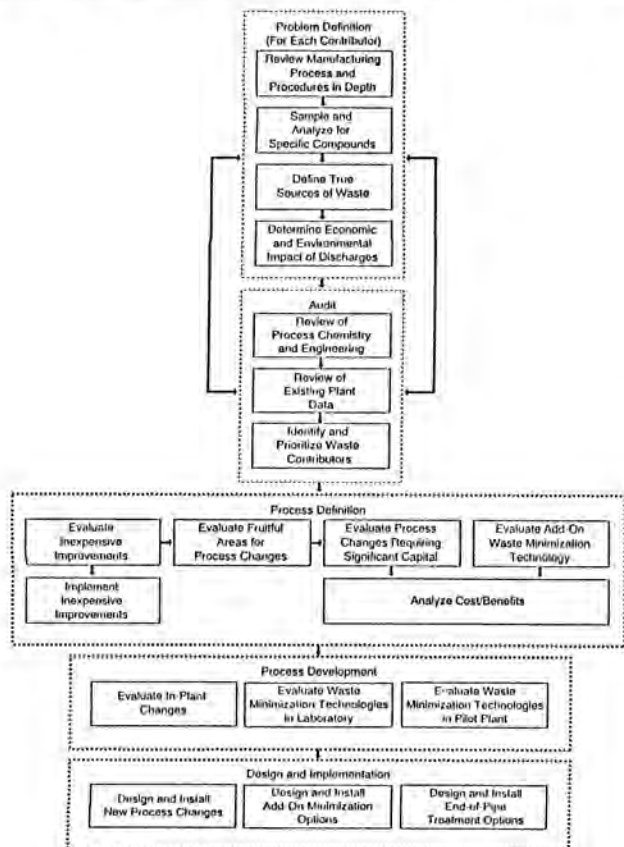 Problem Definition
(For Each Contributor)
Review Manufacturing
Process and
Procedures in Depth
Sample and
Analyze for
Specific Compounds
Define True
Sources of Waste
Determine Economic
and Environmental
Impact of Discharges
Audit
Review of
Process Chemistry
and Engineering
Review of
Existing Plant
Data
Identify and
Prioritize Waste
Contributors
Process Definition
Evaluate
Inexpensive
Improvements
Evaluate Fruitful
Areas for
Process Changes
Evaluate Process
Changes Requiring
Significant Capital
Evaluate Add-On
Waste Minimization
Technology
Implement
Inexpensive
Improvements
Analyze Cost/Benefits
Process Development
Evaluate In-Plant
Changes
Evaluate Waste
Minimization Technologies
in Laboratory
Evaluate Waste
Minimization Technologies
in Pilot Plant
Design and Implementation
Design and Install
New Process Changes
Design and Install
Add-On Minimization
Options
Design and Install
End-of-Pipe
Treatment Options